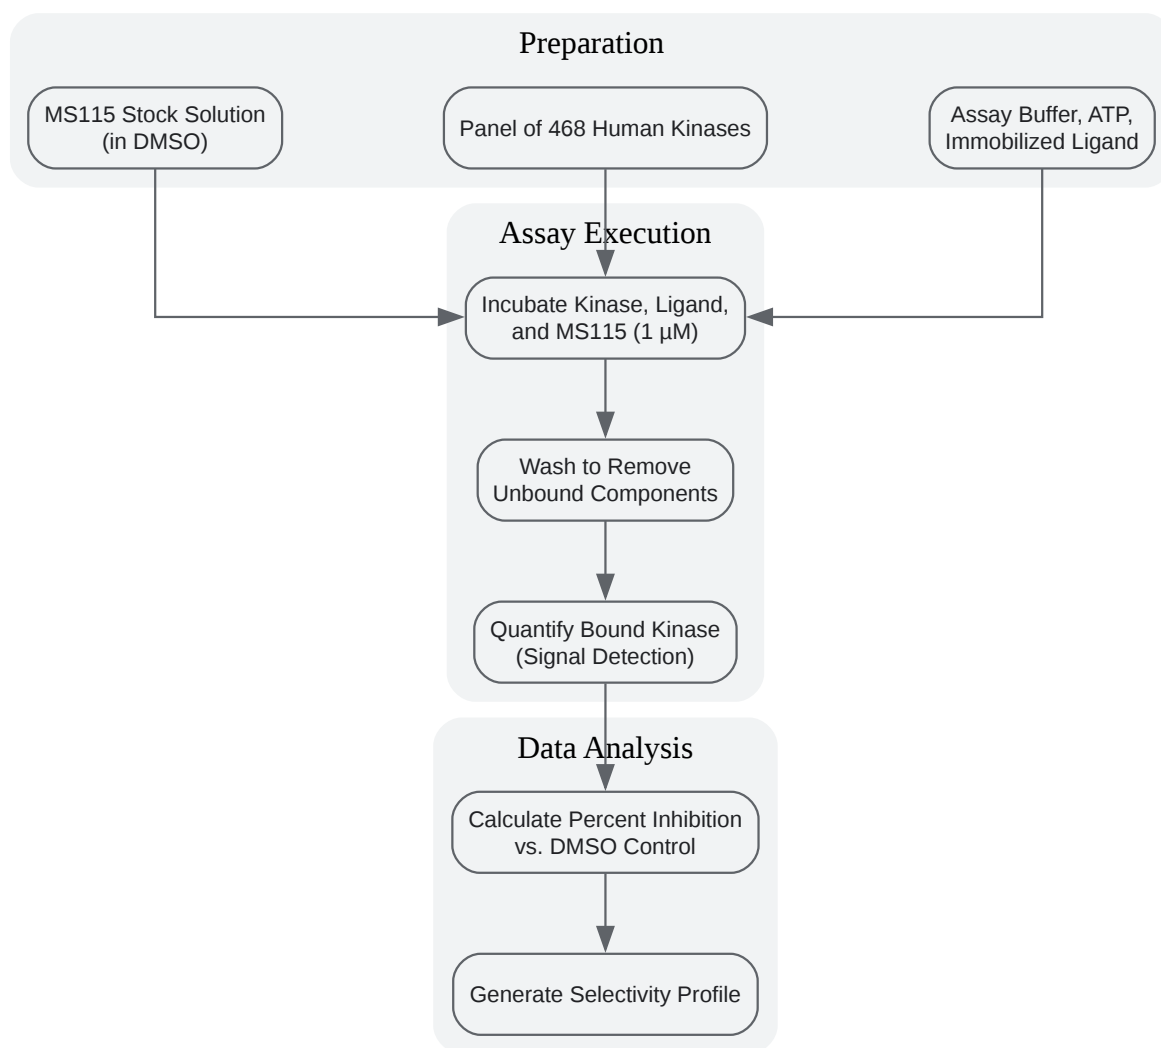 Preparation
MS115 Stock Solution
(in DMSO)
Panel of 468 Human Kinases
Assay Buffer, ATP,
Immobilized Ligand
Assay Execution
Incubate Kinase, Ligand,
and MS115 (1 µM)
Wash to Remove
Unbound Components
Quantify Bound Kinase
(Signal Detection)
Data Analysis
Calculate Percent Inhibition
vs. DMSO Control
Generate Selectivity Profile